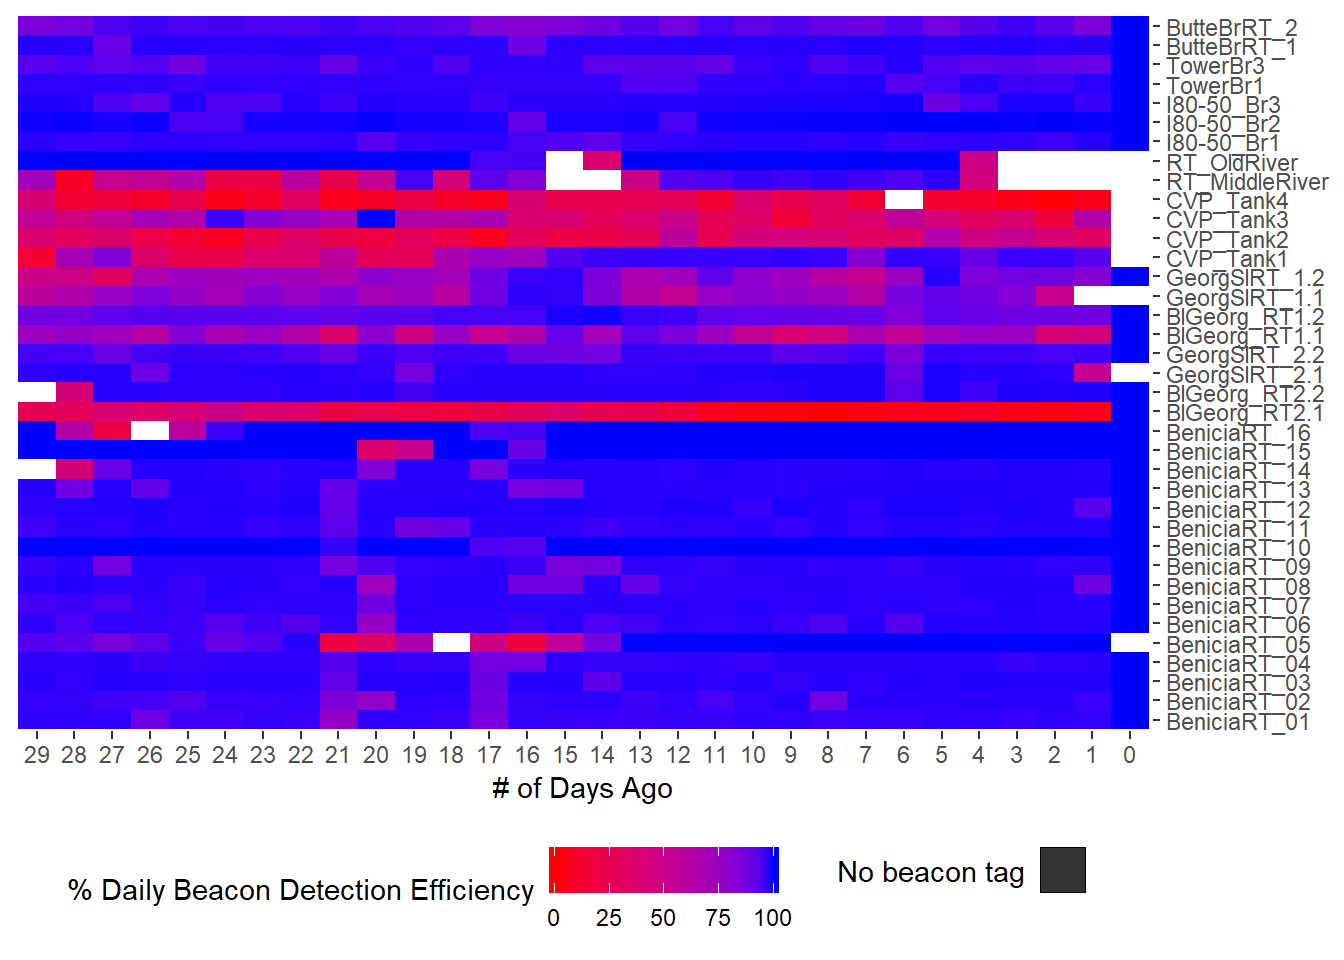 ButteBrRT_2
ButteBrRT_1
TowerBr3
TowerBr1
I80-50_Br3
I80-50_Br2
I80-50_Br1
RT_OldRiver
RT_MiddleRiver
CVP_Tank4
CVP_Tank3
CVP_Tank2
CVP_Tank1
GeorgSlRT_1.2
GeorgSlRT_1.1
BlGeorg_RT1.2
BlGeorg_RT1.1
GeorgSlRT_2.2
GeorgSlRT_2.1
BlGeorg_RT2.2
BlGeorg_RT2.1
BeniciaRT_16
BeniciaRT_15
BeniciaRT_14
BeniciaRT_13
BeniciaRT_12
BeniciaRT_11
BeniciaRT_10
BeniciaRT_09
BeniciaRT_08
BeniciaRT_07
BeniciaRT_06
BeniciaRT_05
BeniciaRT_04
BeniciaRT_03
BeniciaRT_02
BeniciaRT_01
29 28 27 26 25 24 23 22 21 20 19 18 17 16 15 14 13 12 11 10 9 8 7 6 5 4 3 2 1 0
# of Days Ago
% Daily Beacon Detection Efficiency
0 25 50 75 100
No beacon tag